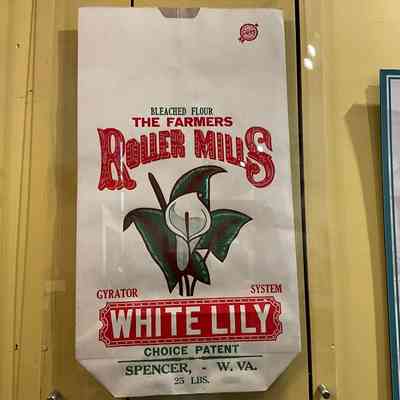 BLEACHED FLOUR
THE FARMERS
ROLLER MILLS
GYRATOR SYSTEM
WHITE LILY
CHOICE PATENT
SPENCER, - W. VA.
25 LBS.